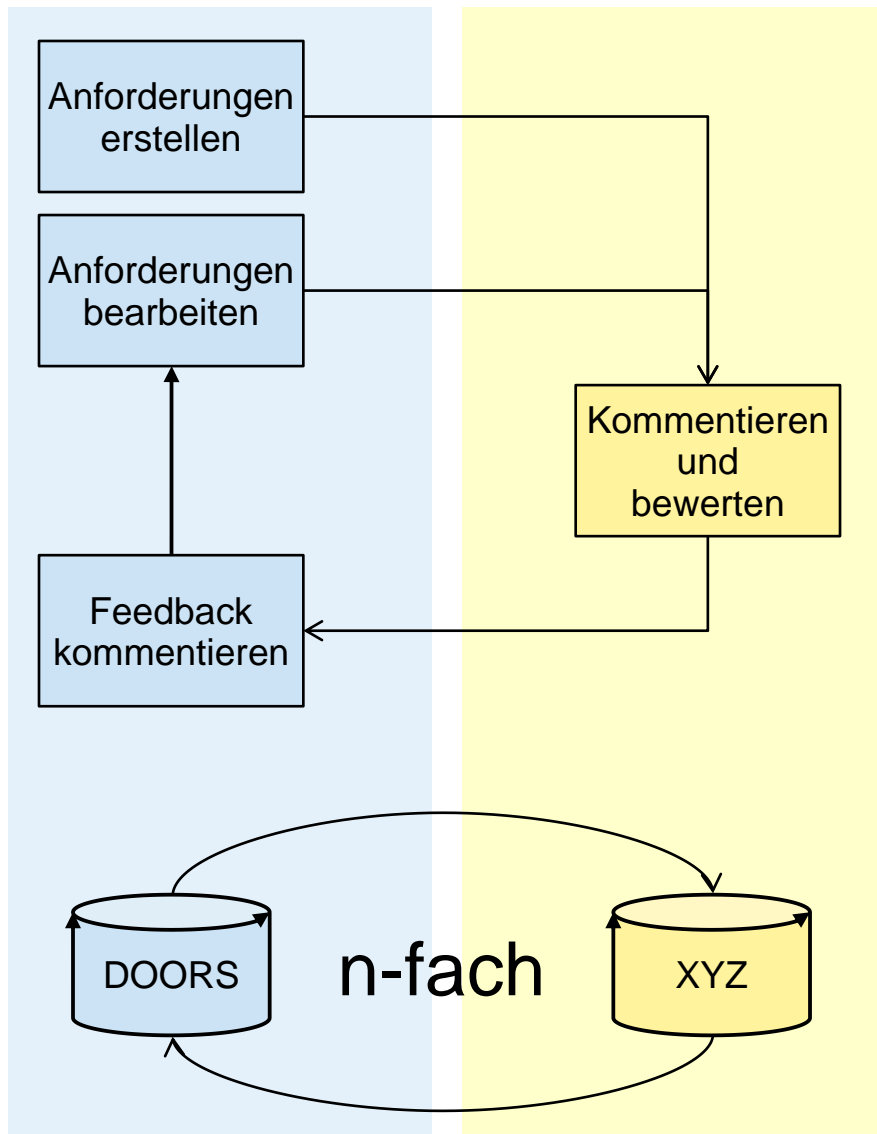 Anforderungen
erstellen
Anforderungen
bearbeiten
Kommentieren
und
bewerten
Feedback
kommentieren
DOORS
n-fach
XYZ